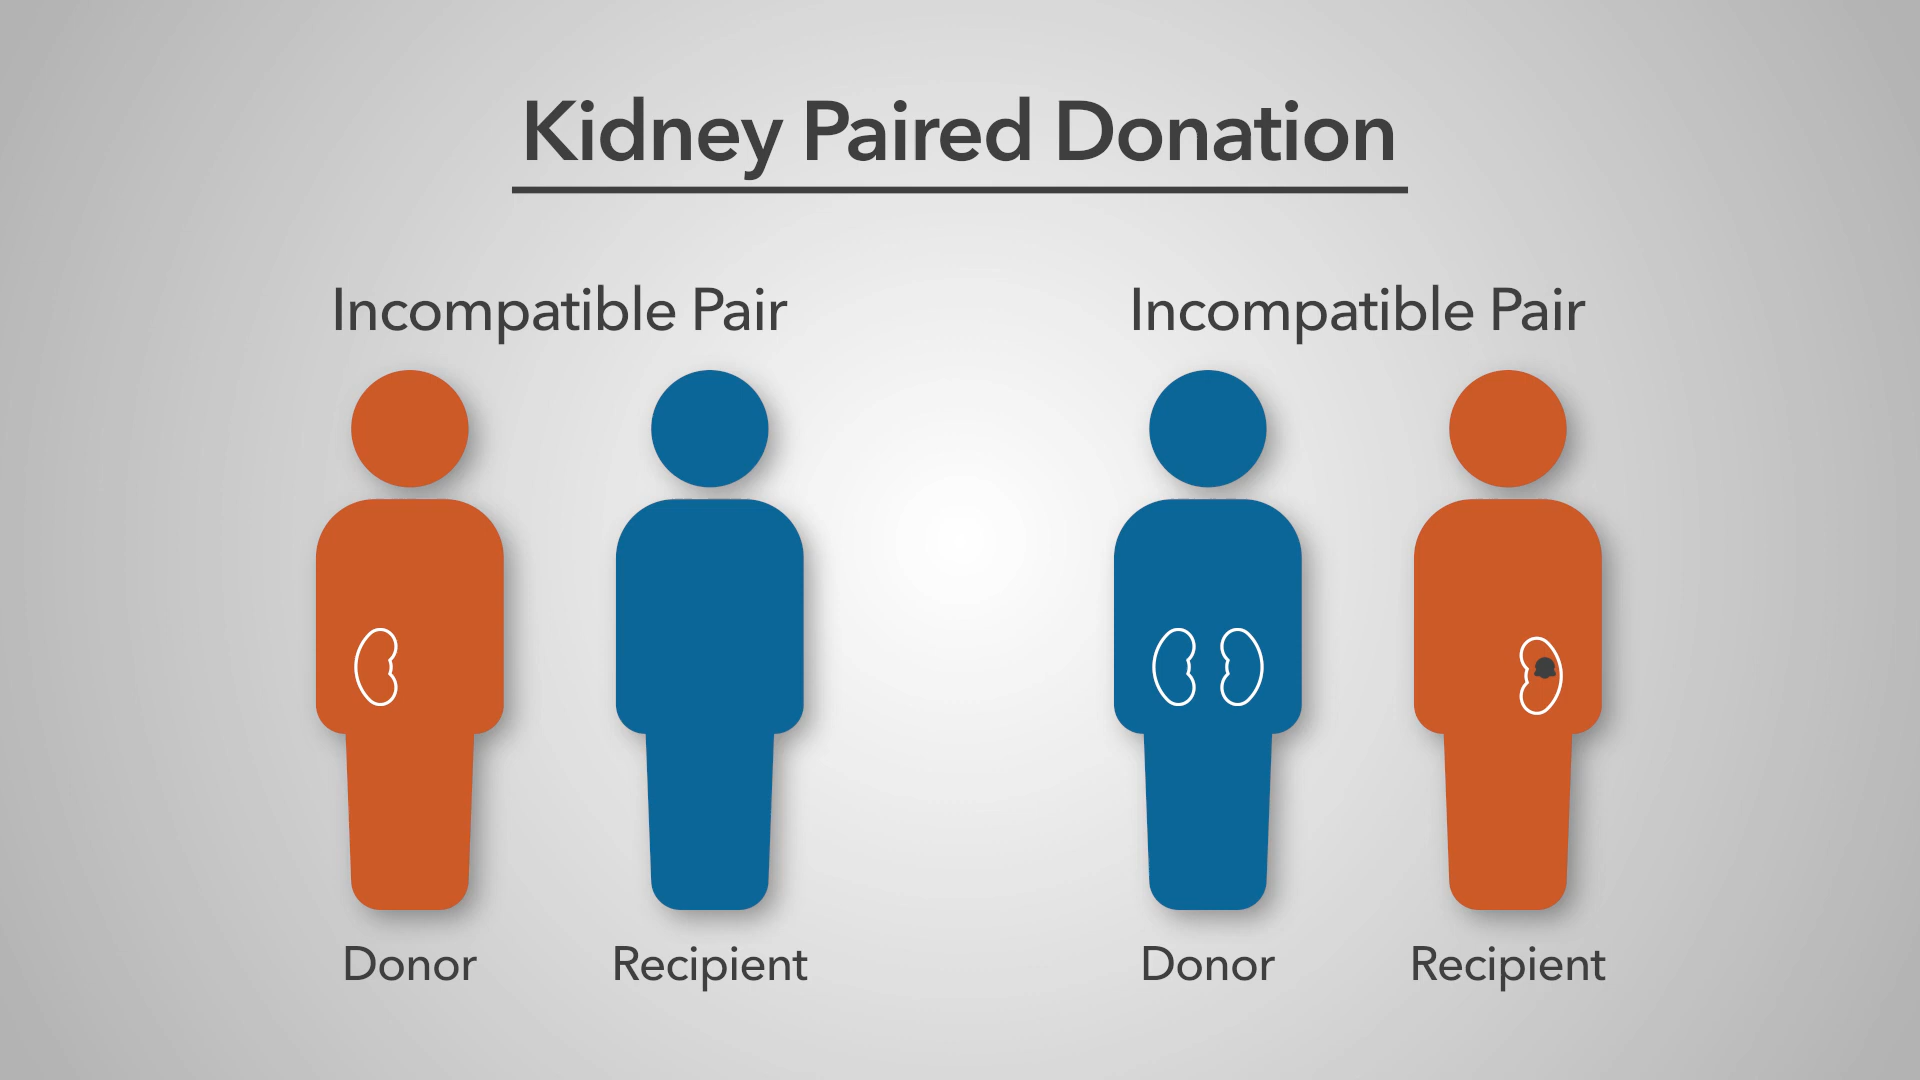 Kidney Paired Donation
Incompatible Pair
Incompatible Pair
Donor
Recipient
Donor
Recipient